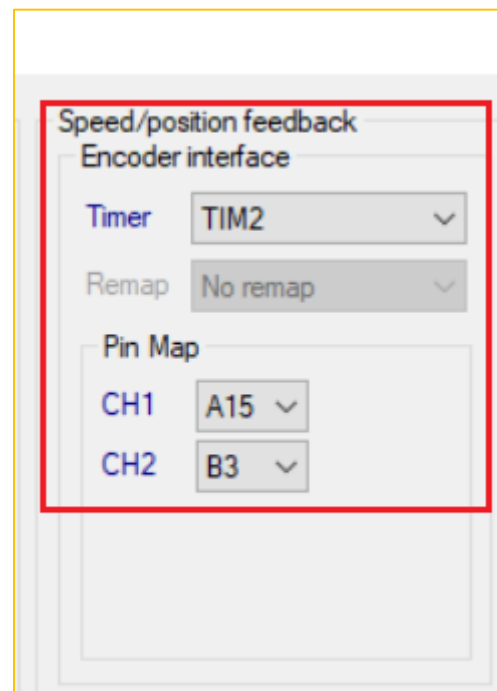 Speed/position feedback
Encoder interface
Timer TIM2
Remap No remap
Pin Map
CH1 A15
CH2 B3